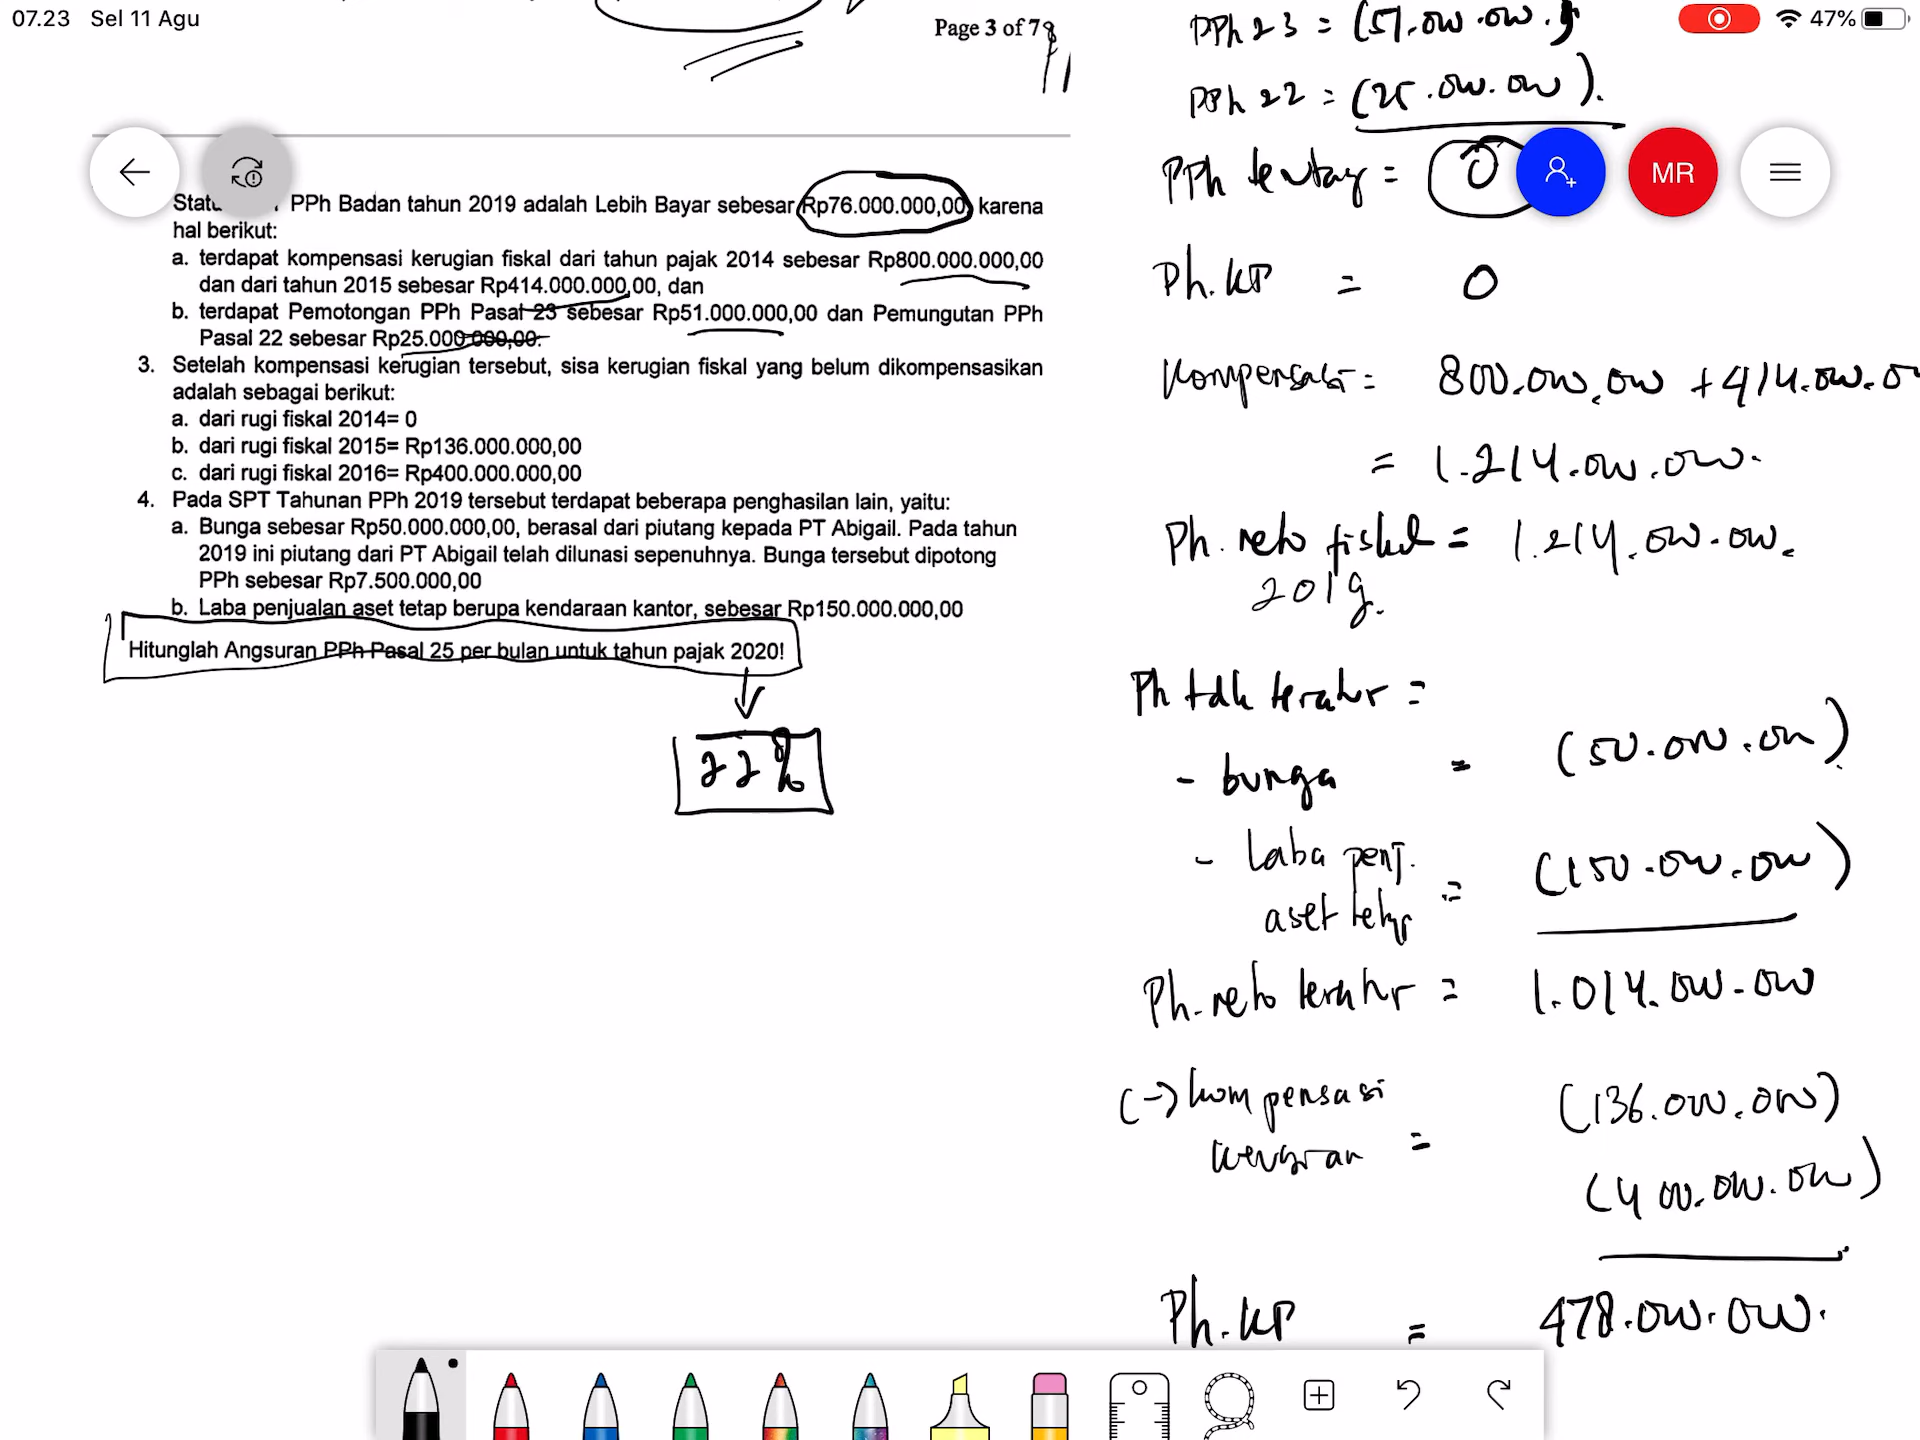 07.23 Sel 11 Agu
47%
Page 3 of 78
PPh Badan tahun 2019 adalah Lebih Bayar sebesar Rp76.000.000,00 karena
hal berikut:
a. terdapat kompensasi kerugian fiskal dari tahun pajak 2014 sebesar Rp800.000.000,00
dan dari tahun 2015 sebesar Rp414.000.000,00, dan
b. terdapat Pemotongan PPh Pasal 23 sebesar Rp51.000.000,00 dan Pemungutan PPh
Pasal 22 sebesar Rp25.000.000,00.
3. Setelah kompensasi kerugian tersebut, sisa kerugian fiskal yang belum dikompensasikan
adalah sebagai berikut:
a. dari rugi fiskal 2014= 0
b. dari rugi fiskal 2015= Rp136.000.000,00
c. dari rugi fiskal 2016= Rp400.000.000,00
4. Pada SPT Tahunan PPh 2019 tersebut terdapat beberapa penghasilan lain, yaitu:
a. Bunga sebesar Rp50.000.000,00, berasal dari piutang kepada PT Abigail. Pada tahun
2019 ini piutang dari PT Abigail telah dilunasi sepenuhnya. Bunga tersebut dipotong
PPh sebesar Rp7.500.000,00
b. Laba penjualan aset tetap berupa kendaraan kantor, sebesar Rp150.000.000,00
Hitunglah Angsuran PPh Pasal 25 per bulan untuk tahun pajak 2020!
22%
PPh 23 = (51.000.000.)
PPh 22 = (25.000.000).
PPh terutang = 0
MR
Ph.KP = 0
Kompensasi = 800.000.000 + 414.000.0
= 1.214.000.000.
Ph. neto fiskal = 1.214.000.000.
2019.
Ph tdk teratur =
- bunga = (50.000.000)
- Laba penj.
aset tetap = (150.000.000)
Ph. neto teratur = 1.014.000.000
(-) kompensasi (136.000.000)
kerugian =
(400.000.000)
Ph.KP = 478.000.000.